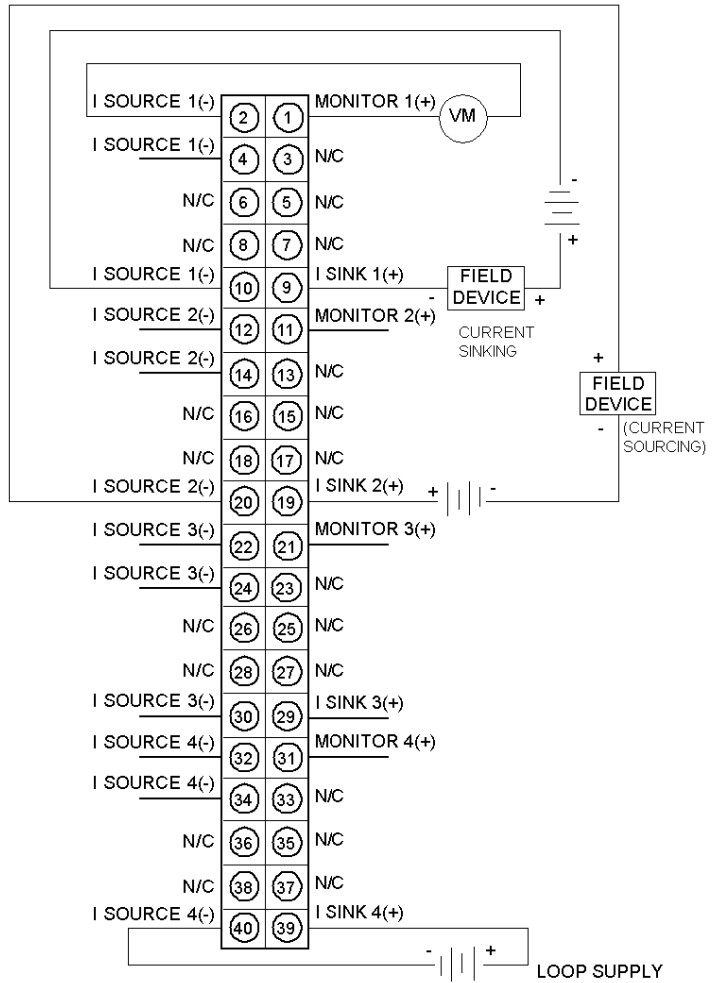 I SOURCE 1(-) 2 1 MONITOR 1(+) VM
I SOURCE 1(-) 4 3 N/C
-
N/C 6 5 N/C
+
N/C 8 7 N/C
I SOURCE 1(-) 10 9 I SINK 1(+) - FIELD DEVICE +
CURRENT
SINKING
I SOURCE 2(-) 12 11 MONITOR 2(+)
I SOURCE 2(-) 14 13 N/C
+
FIELD
DEVICE
-
(CURRENT
SOURCING)
N/C 16 15 N/C
N/C 18 17 N/C
I SOURCE 2(-) 20 19 I SINK 2(+) + -
I SOURCE 3(-) 22 21 MONITOR 3(+)
I SOURCE 3(-) 24 23 N/C
N/C 26 25 N/C
N/C 28 27 N/C
I SOURCE 3(-) 30 29 I SINK 3(+)
I SOURCE 4(-) 32 31 MONITOR 4(+)
I SOURCE 4(-) 34 33 N/C
N/C 36 35 N/C
N/C 38 37 N/C
I SOURCE 4(-) 40 39 I SINK 4(+)
- +
LOOP SUPPLY